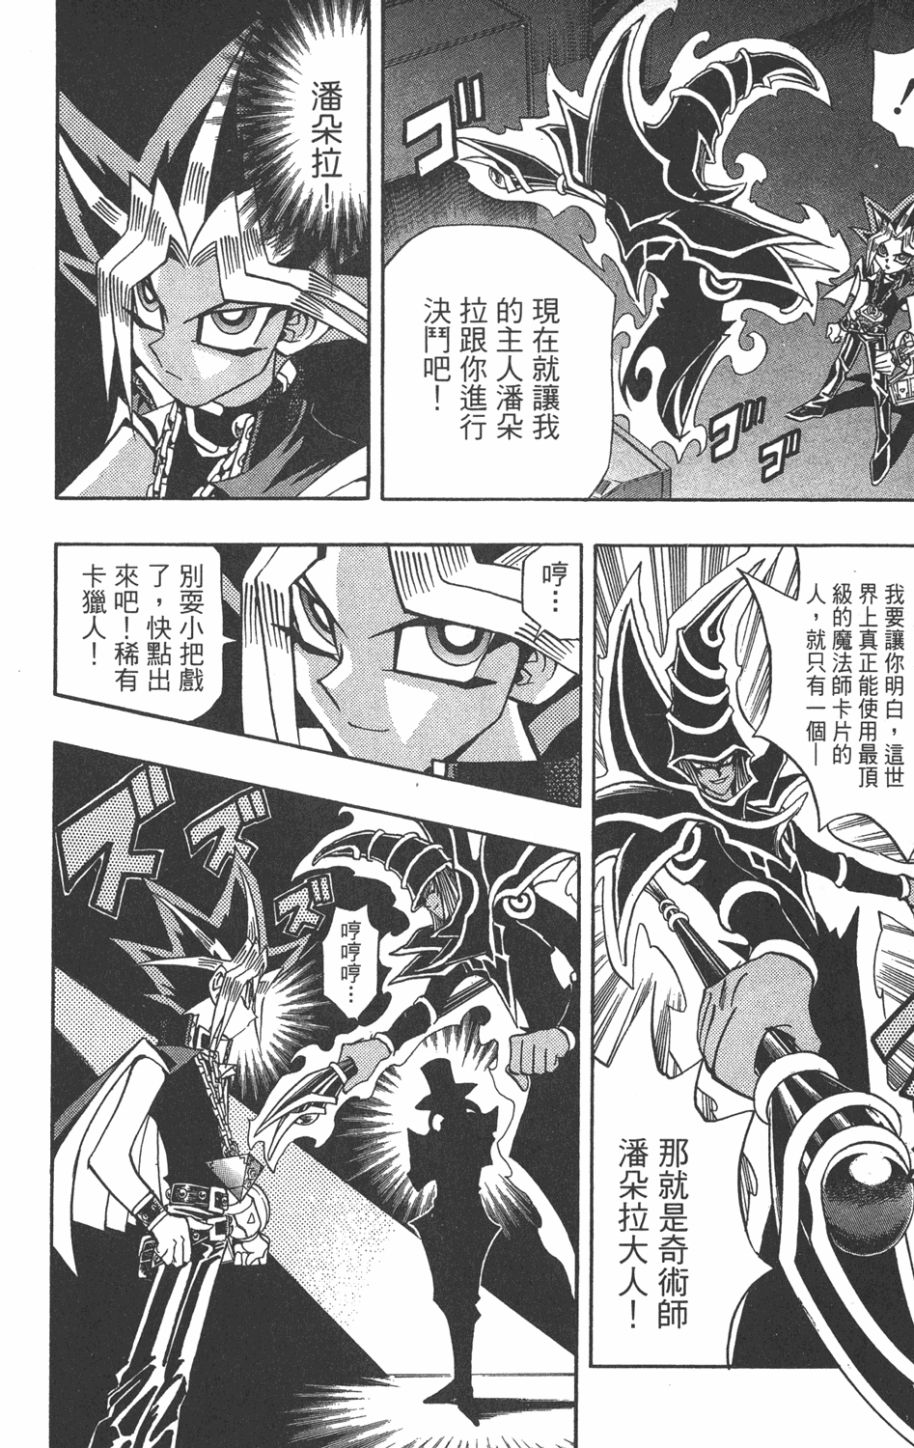 ！
ゴ
ゴ
ゴ
現在就讓我
的主人潘朵
拉跟你進行
決鬥吧！
潘朵拉！
我要讓你明白，這世
界上真正能使用最頂
級的魔法師卡片的
人，就只有一個—
那就是奇術師
潘朵拉大人！
哼…
別耍小把戲
了，快點出
來吧！稀有
卡獵人！
ズ
ズ
ズ
哼哼哼…